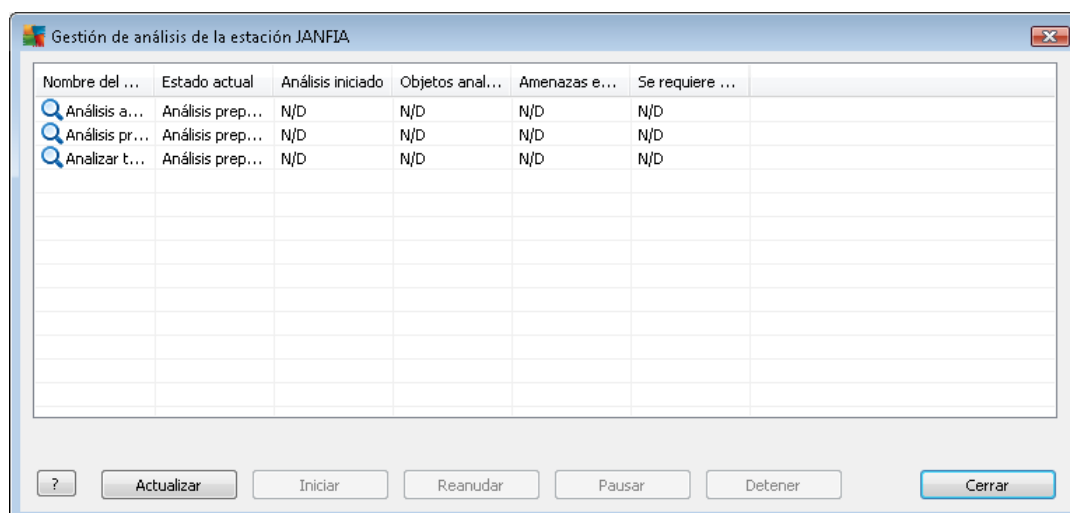 Gestión de análisis de la estación JANFIA
Nombre del ... Estado actual Análisis iniciado Objetos anal... Amenazas e... Se requiere ...
Análisis a... Análisis prep... N/D N/D N/D N/D
Análisis pr... Análisis prep... N/D N/D N/D N/D
Analizar t... Análisis prep... N/D N/D N/D N/D
? Actualizar Iniciar Reanudar Pausar Detener Cerrar